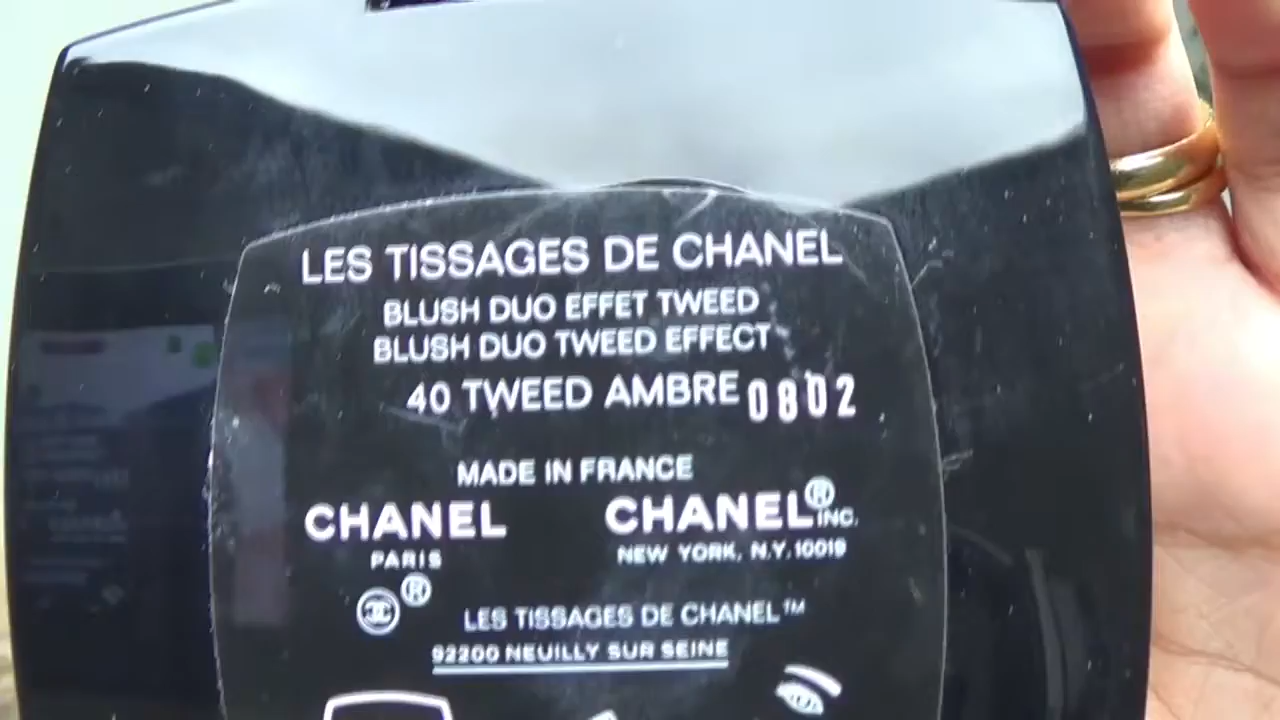 LES TISSAGES DE CHANEL
BLUSH DUO EFFET TWEED
BLUSH DUO TWEED EFFECT
40 TWEED AMBRE 0802
MADE IN FRANCE
CHANEL CHANEL® INC.
PARIS NEW YORK, N.Y. 10019
®
LES TISSAGES DE CHANEL™
92200 NEUILLY SUR SEINE